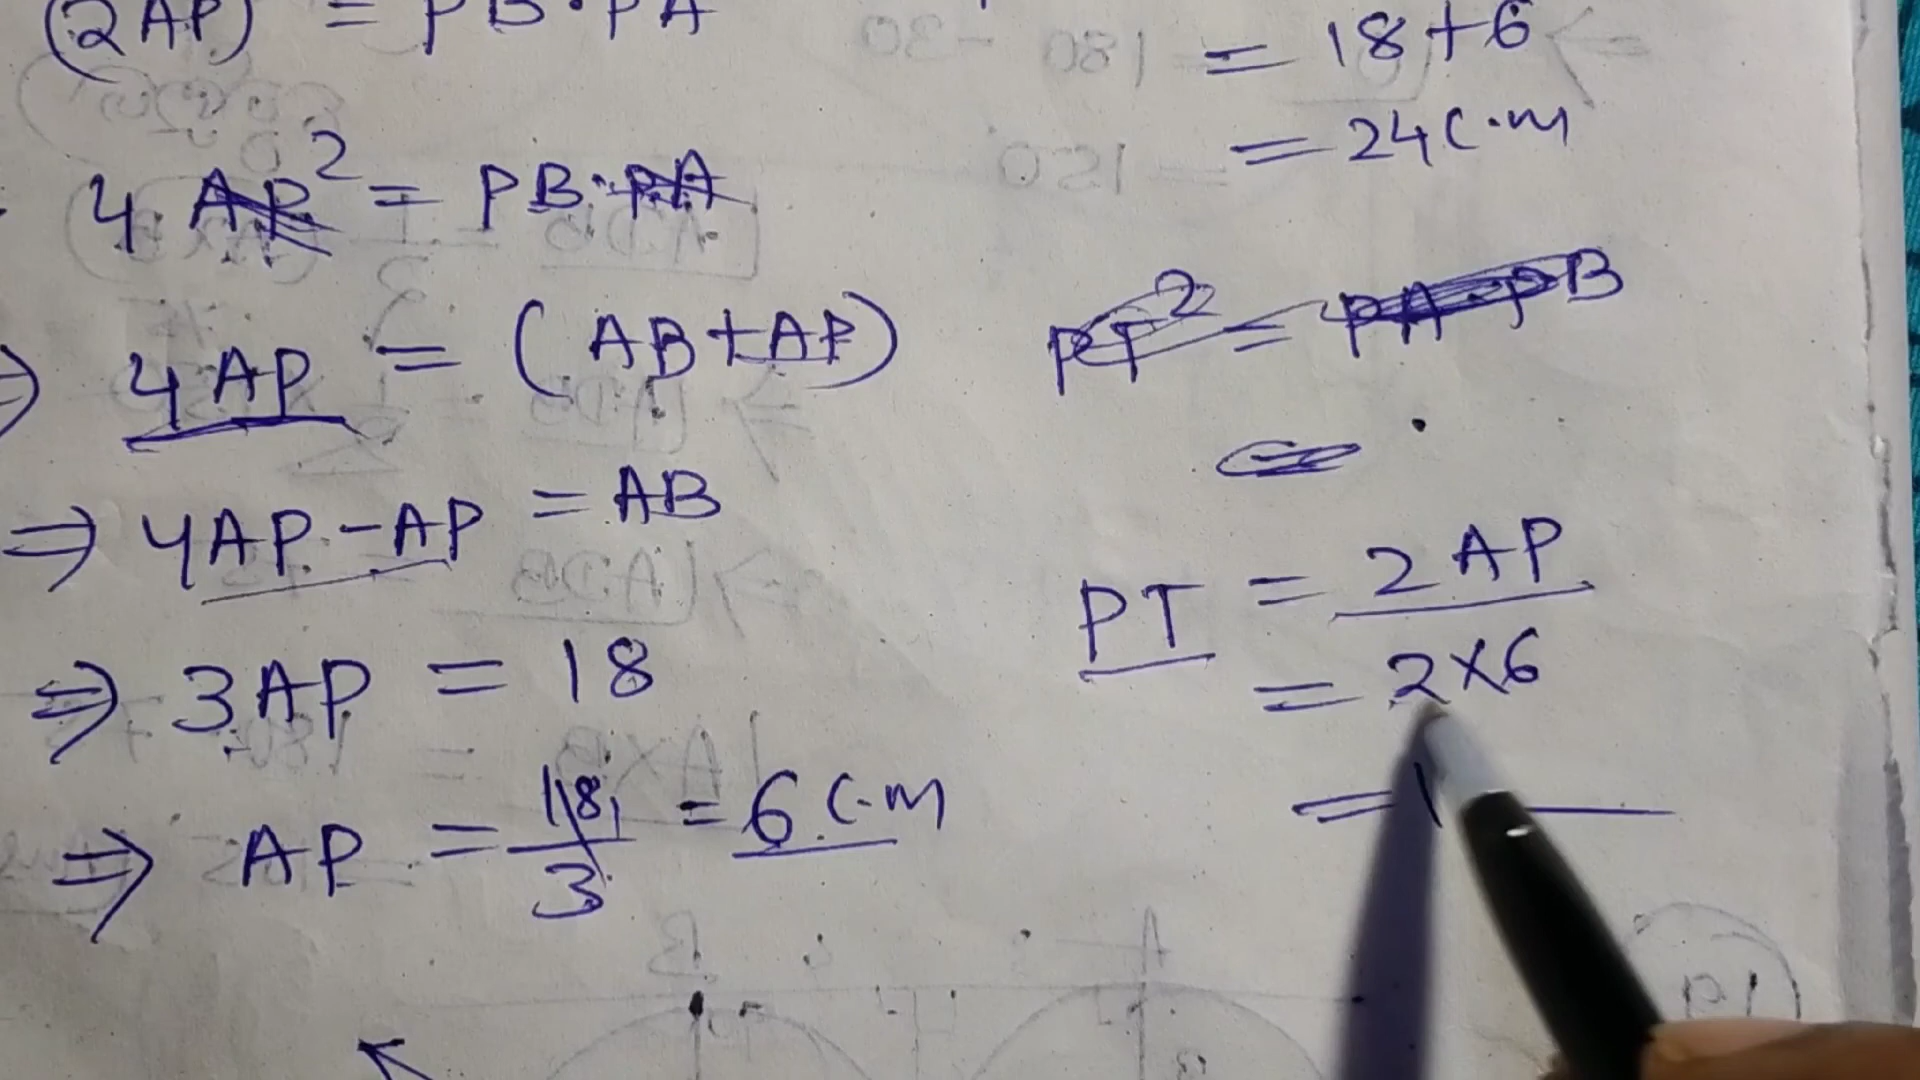 (2AP) = PB·PA
4 AP² = PB·PA
⇒ 4AP = (AB+AP)
⇒ 4AP-AP = AB
⇒ 3AP = 18
⇒ AP = 18/3 = 6 C·M
= 18+6
= 24 C·M
PT² = PA·PB
PT = 2AP
= 2×6
= 1